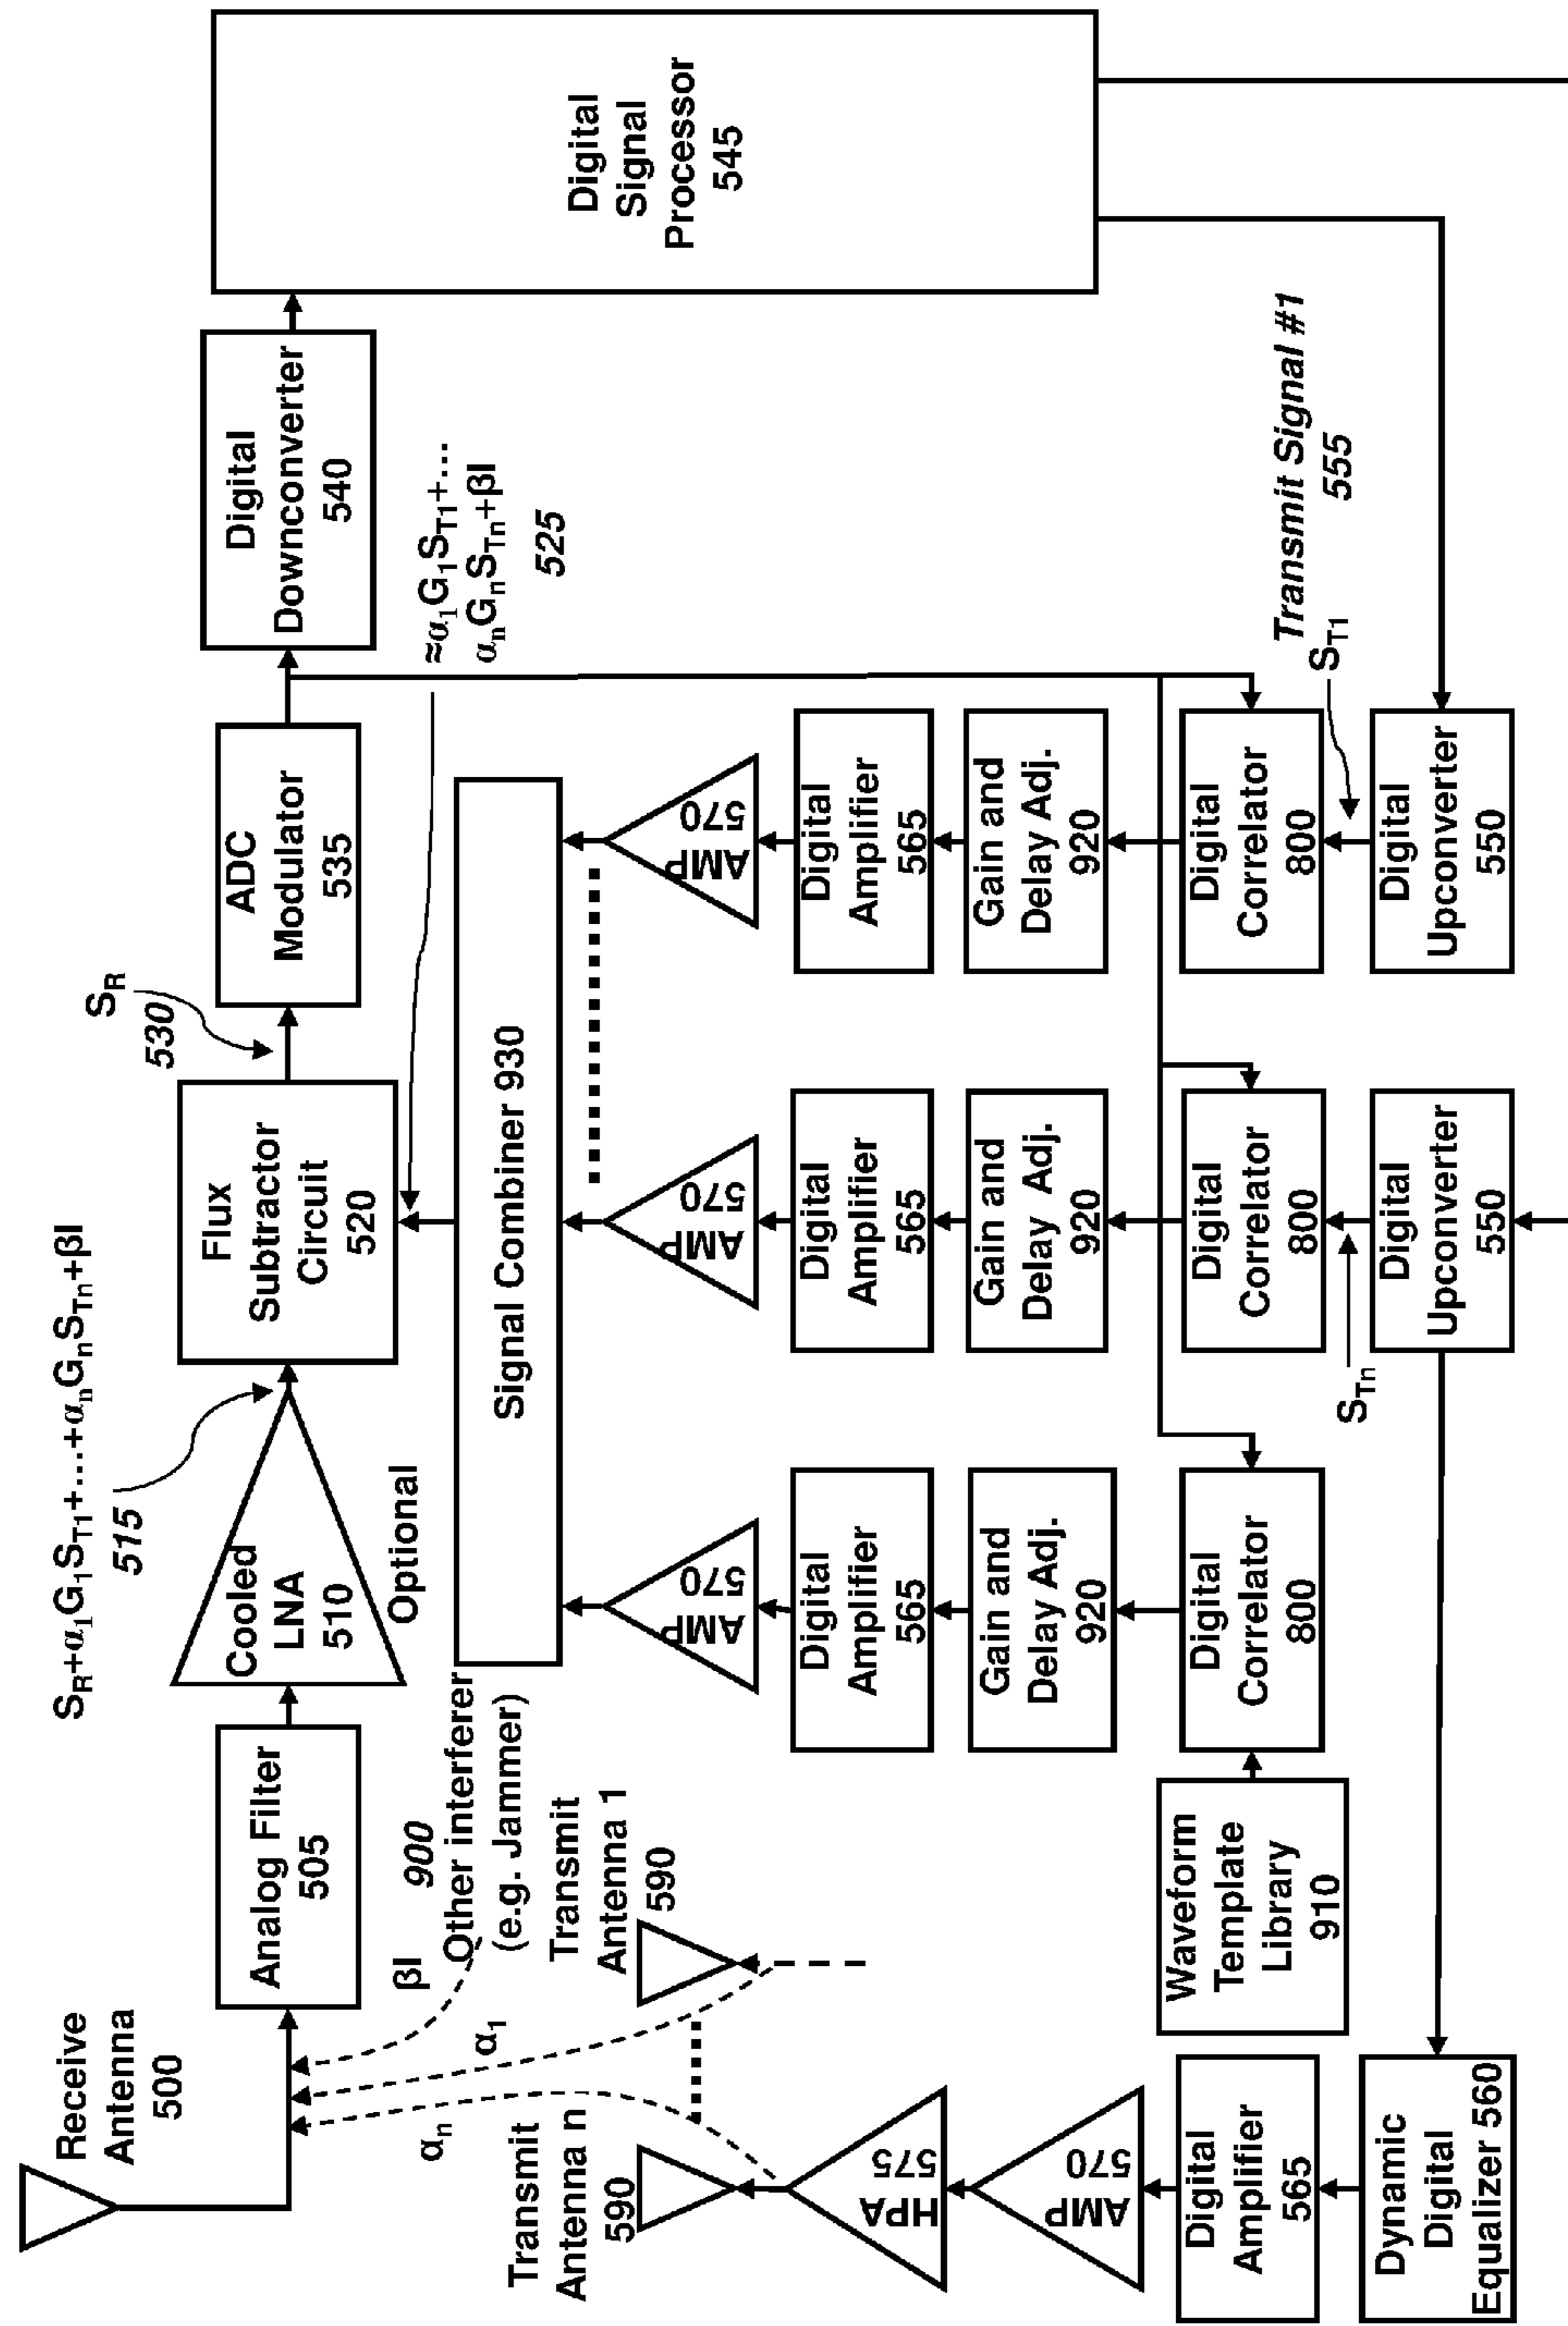 Receive
Antenna
500
Analog Filter
505
Cooled
LNA
510
Optional
S_R+α_1G_1S_T1+...+α_nG_nS_Tn+βI
515
Flux
Subtractor
Circuit
520
S_R
530
ADC
Modulator
535
Digital
Downconverter
540
Digital
Signal
Processor
545
≈α_1G_1S_T1+...
α_nG_nS_Tn+βI
525
Signal Combiner 930
βI
900
Other interferer
(e.g. Jammer)
α_1
α_n
Transmit
Antenna n
590
Transmit
Antenna 1
590
HPA
575
AMP
570
Digital
Amplifier
565
Dynamic
Digital
Equalizer 560
AMP
570
Digital
Amplifier
565
Gain and
Delay Adj.
920
Digital
Correlator
800
Waveform
Template
Library
910
AMP
570
Digital
Amplifier
565
Gain and
Delay Adj.
920
Digital
Correlator
800
S_Tn
Digital
Upconverter
550
AMP
570
Digital
Amplifier
565
Gain and
Delay Adj.
920
Digital
Correlator
800
S_T1
Transmit Signal #1
555
Digital
Upconverter
550